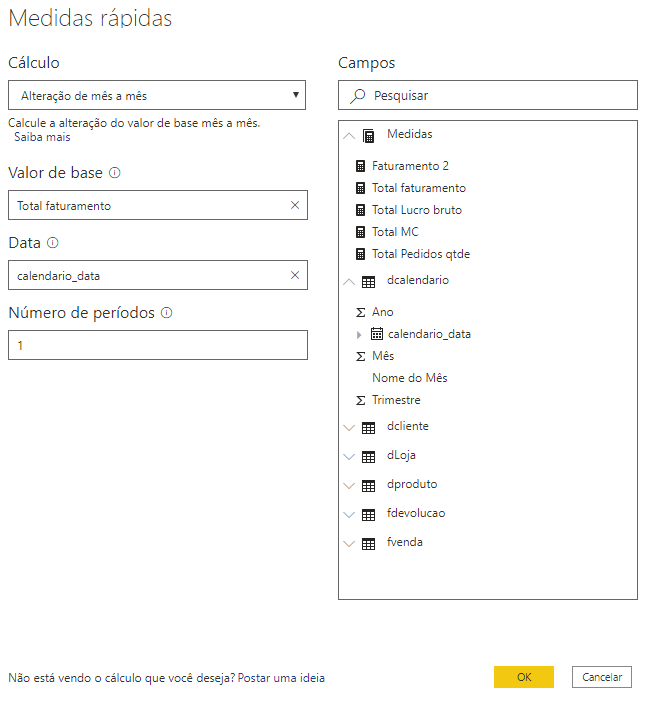 Medidas rápidas
Cálculo
Alteração de mês a mês
Calcule a alteração do valor de base mês a mês.
Saiba mais
Valor de base
Total faturamento
Data
calendario_data
Número de períodos
1
Campos
Pesquisar
Medidas
Faturamento 2
Total faturamento
Total Lucro bruto
Total MC
Total Pedidos qtde
dcalendario
Ano
calendario_data
Mês
Nome do Mês
Trimestre
dcliente
dLoja
dproduto
fdevolucao
fvenda
Não está vendo o cálculo que você deseja? Postar uma ideia
OK
Cancelar